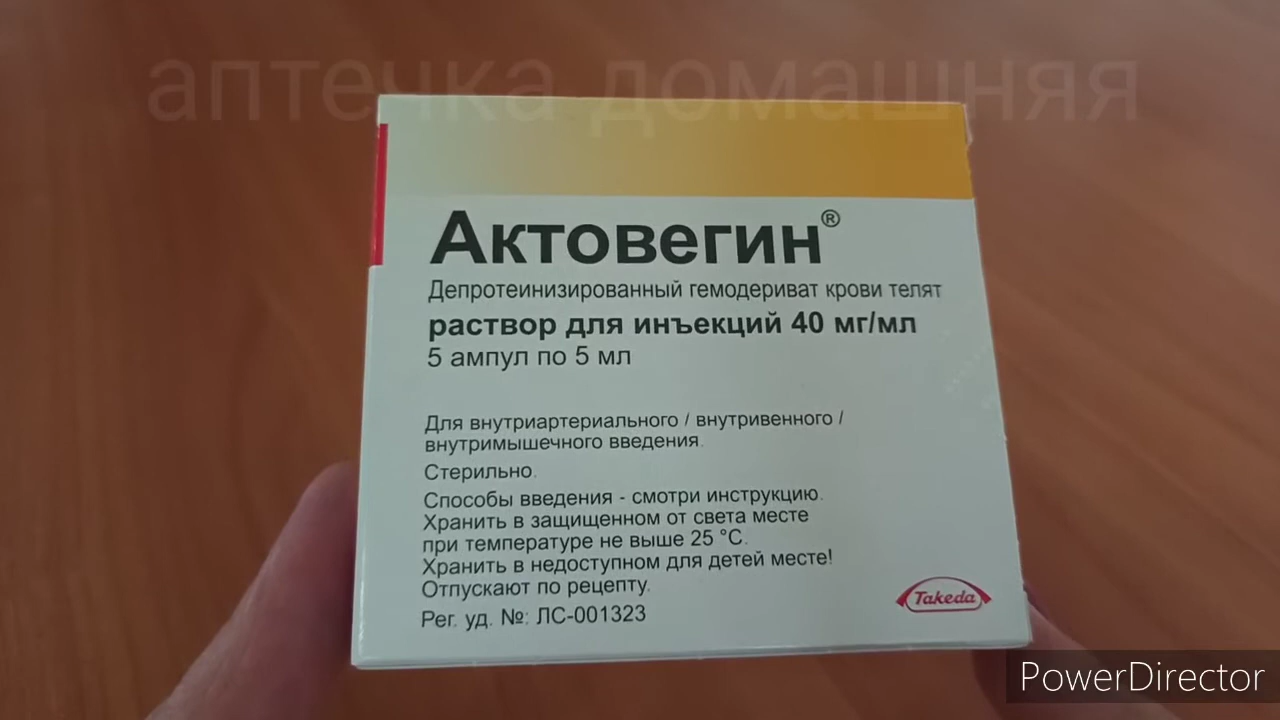 аптечка домашняя
Актовегин®
Депротеинизированный гемодериват крови телят
раствор для инъекций 40 мг/мл
5 ампул по 5 мл
Для внутриартериального / внутривенного /
внутримышечного введения.
Стерильно.
Способы введения - смотри инструкцию.
Хранить в защищенном от света месте
при температуре не выше 25 °C.
Хранить в недоступном для детей месте!
Отпускают по рецепту.
Рег. уд. №: ЛС-001323
Takeda
PowerDirector